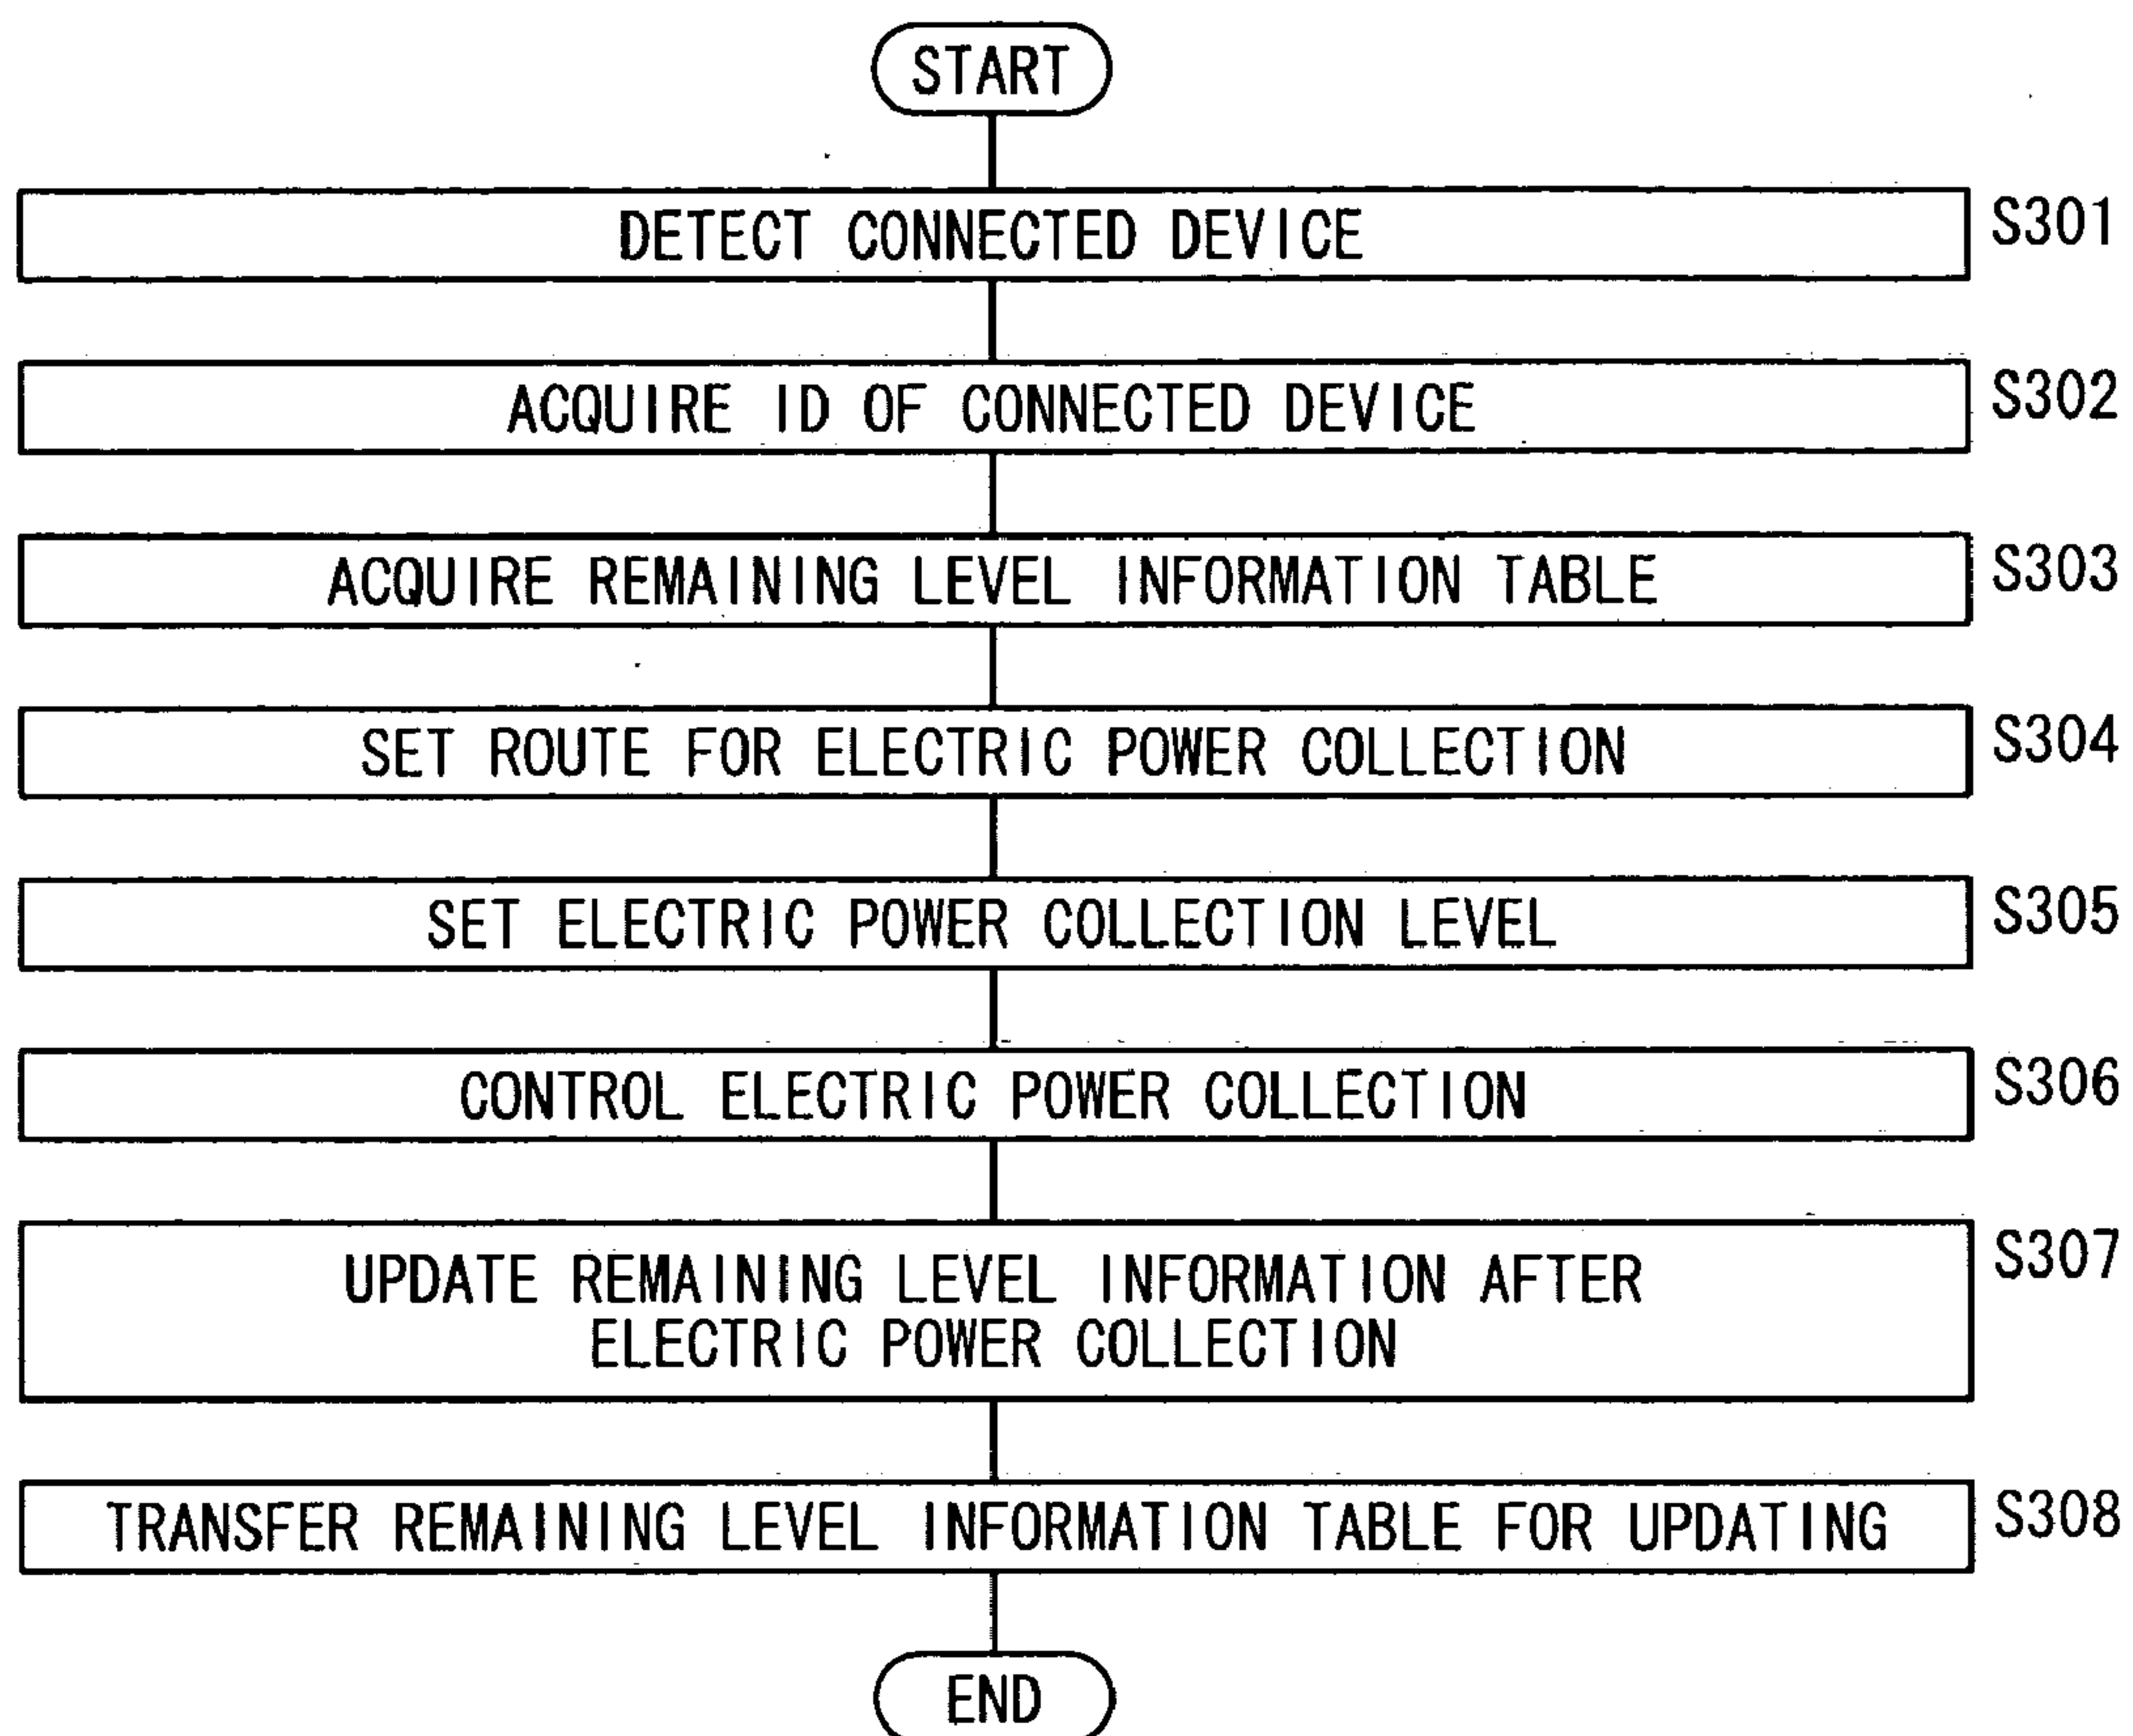 START
DETECT CONNECTED DEVICE
S301
ACQUIRE ID OF CONNECTED DEVICE
S302
ACQUIRE REMAINING LEVEL INFORMATION TABLE
S303
SET ROUTE FOR ELECTRIC POWER COLLECTION
S304
SET ELECTRIC POWER COLLECTION LEVEL
S305
CONTROL ELECTRIC POWER COLLECTION
S306
UPDATE REMAINING LEVEL INFORMATION AFTER
ELECTRIC POWER COLLECTION
S307
TRANSFER REMAINING LEVEL INFORMATION TABLE FOR UPDATING
S308
END